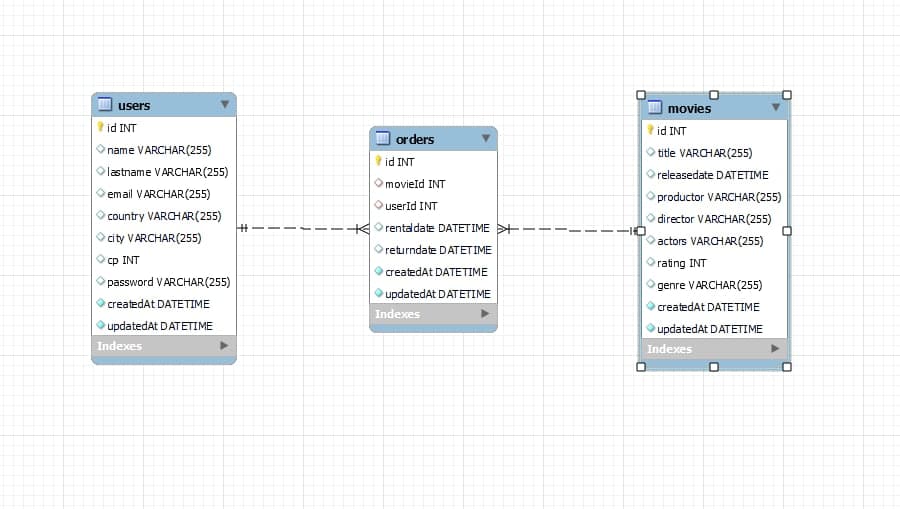 users
id INT
name VARCHAR(255)
lastname VARCHAR(255)
email VARCHAR(255)
country VARCHAR(255)
city VARCHAR(255)
cp INT
password VARCHAR(255)
createdAt DATETIME
updatedAt DATETIME
Indexes
orders
id INT
movieId INT
userId INT
rentaldate DATETIME
returndate DATETIME
createdAt DATETIME
updatedAt DATETIME
Indexes
movies
id INT
title VARCHAR(255)
releasedate DATETIME
productor VARCHAR(255)
director VARCHAR(255)
actors VARCHAR(255)
rating INT
genre VARCHAR(255)
createdAt DATETIME
updatedAt DATETIME
Indexes